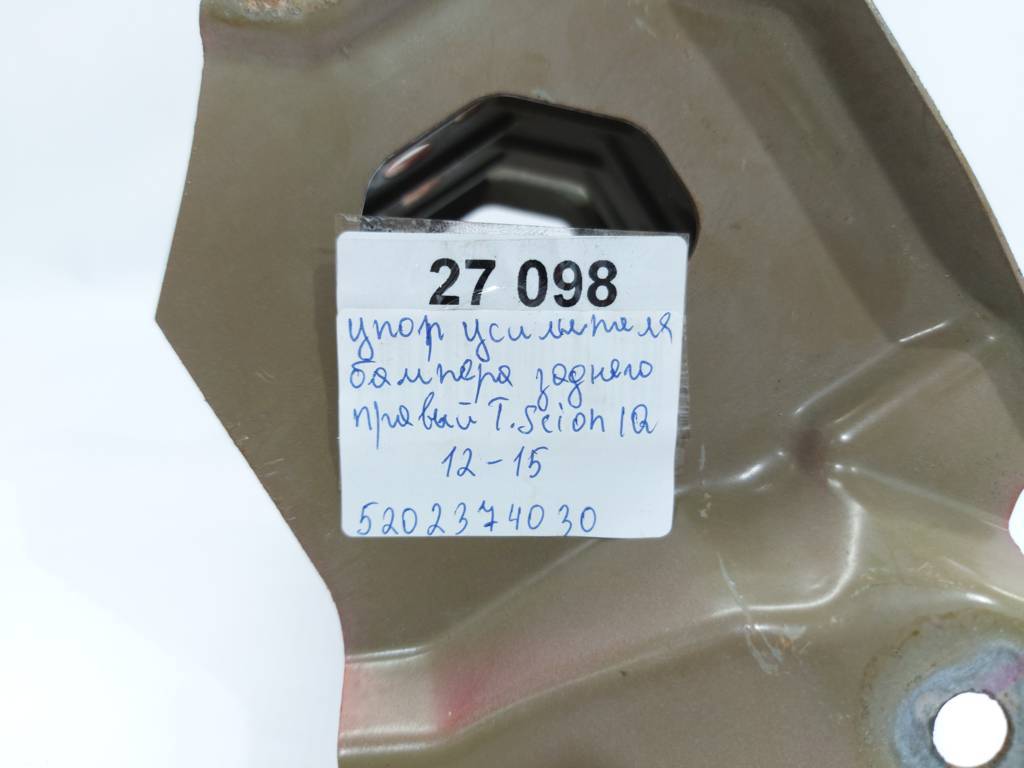 27 098
упор усилителя
бампера заднего
правый T.Scion IQ
12-15
5202374030